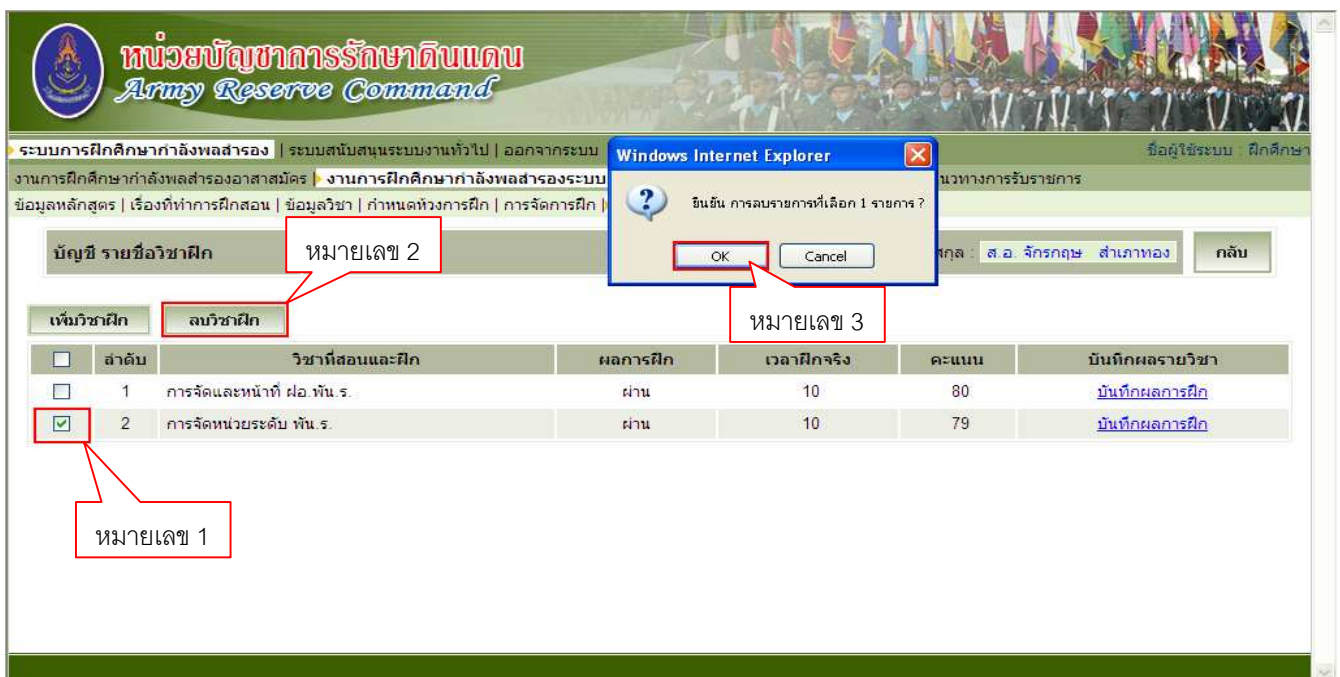 หน่วยบัญชาการรักษาดินแดน
Army Reserve Command
ระบบการฝึกศึกษากำลังพลสำรอง | ระบบสนับสนุนระบบงานทั่วไป | ออกจากระบบ
ชื่อผู้ใช้ระบบ : ฝึกศึกษา
งานการฝึกศึกษากำลังพลสำรองอาสาสมัคร | งานการฝึกศึกษากำลังพลสำรองระบบ
นวทางการรับราชการ
ข้อมูลหลักสูตร | เรื่องที่ทำการฝึกสอน | ข้อมูลวิชา | กำหนดห้วงการฝึก | การจัดการฝึก |
Windows Internet Explorer
ยืนยัน การลบรายการที่เลือก 1 รายการ ?
OK
Cancel
บัญชี รายชื่อวิชาฝึก
หมายเลข 2
สกุล : ส.อ. จักรกฤษ สำเภาทอง
กลับ
หมายเลข 3
เพิ่มวิชาฝึก
ลบวิชาฝึก
ลำดับ วิชาที่สอนและฝึก ผลการฝึก เวลาฝึกจริง คะแนน บันทึกผลรายวิชา
1 การจัดและหน้าที่ ฝอ.พัน.ร. ผ่าน 10 80 บันทึกผลการฝึก
2 การจัดหน่วยระดับ พัน.ร. ผ่าน 10 79 บันทึกผลการฝึก
หมายเลข 1